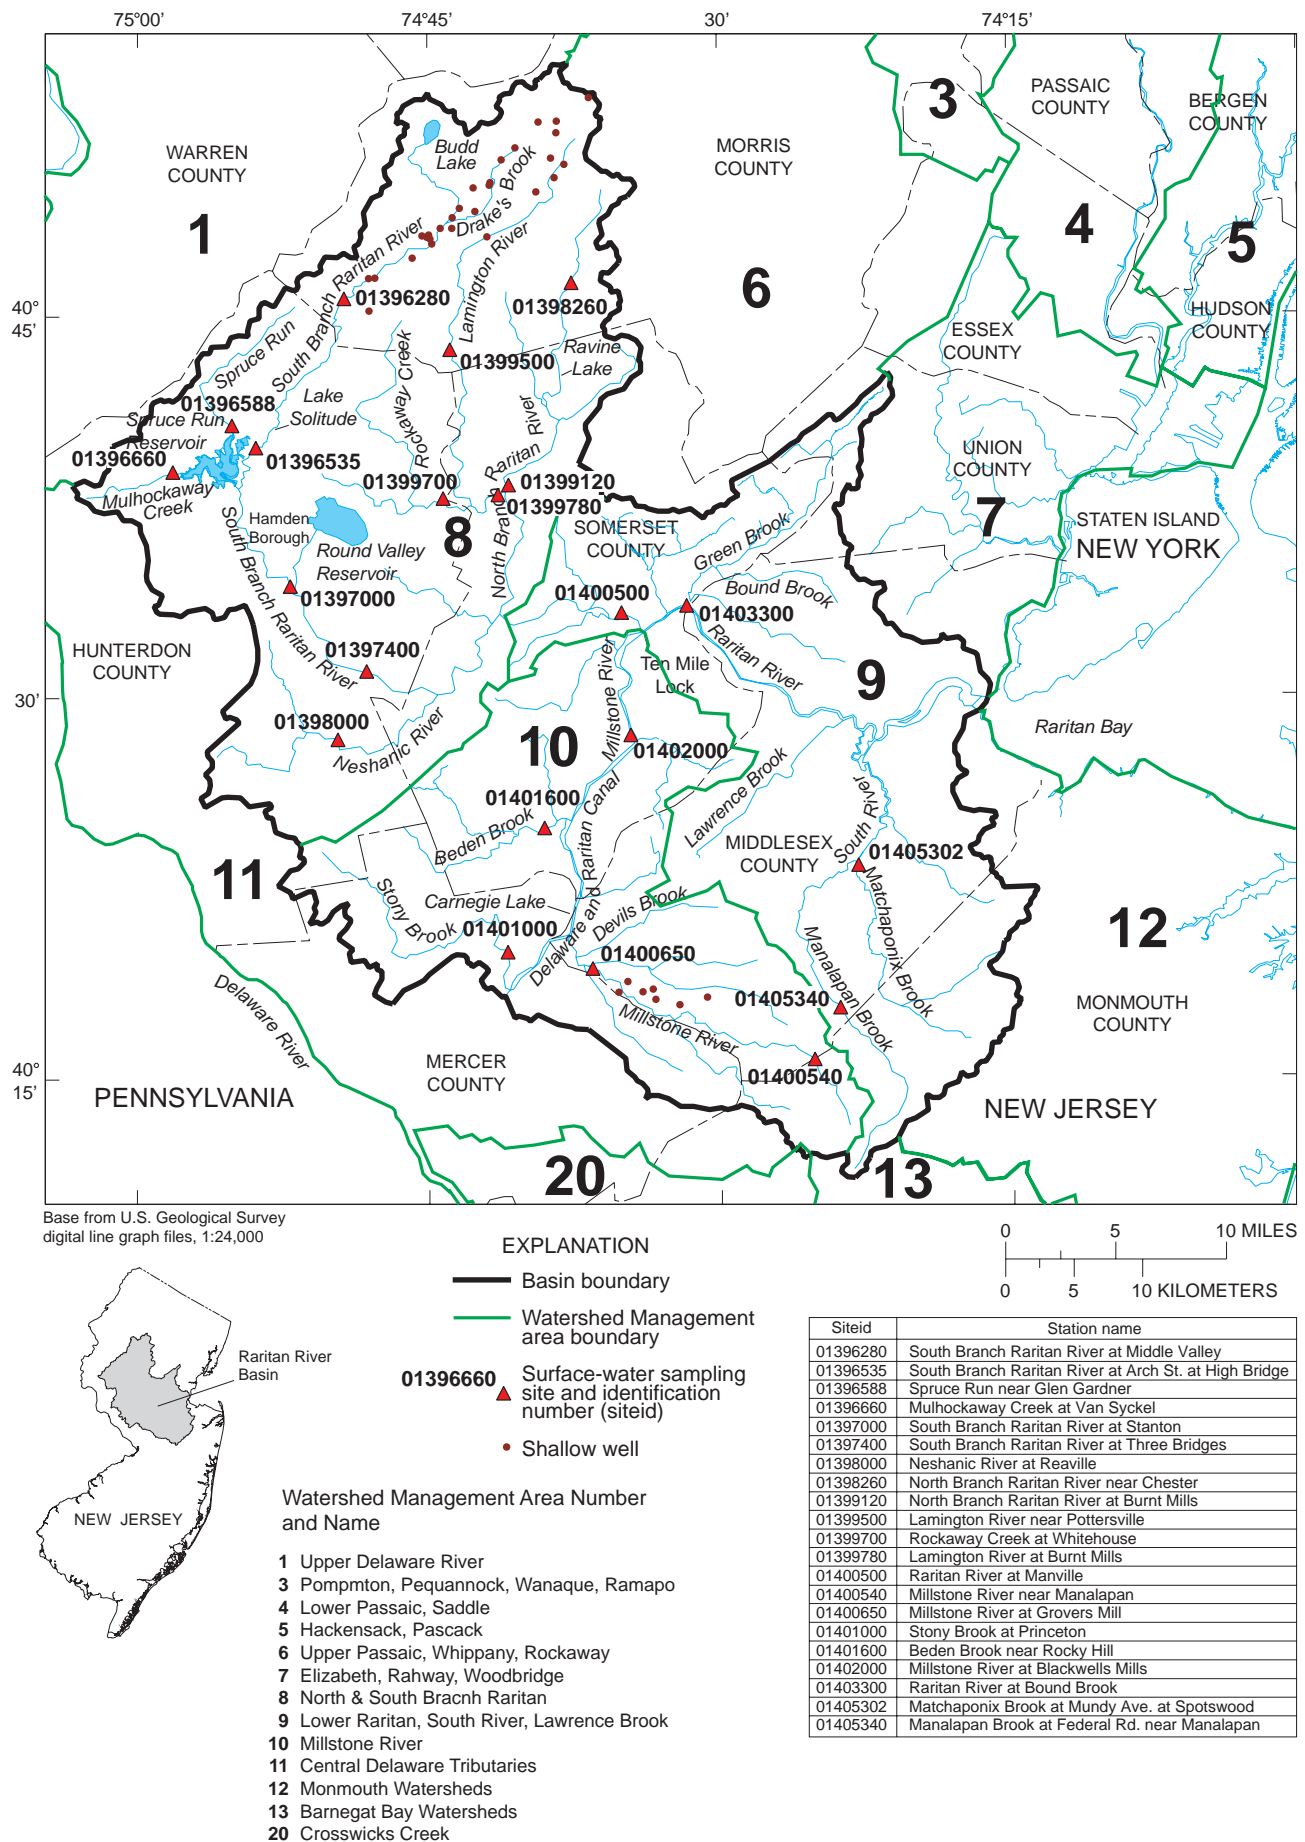 75°00'
74°45'
30'
74°15'
3
PASSAIC
COUNTY
BERGEN
COUNTY
WARREN
COUNTY
Budd
Lake
MORRIS
COUNTY
1
Drake's Brook
4
5
South Branch Raritan River
Lamington River
6
01396280
01398260
HUDSON
COUNTY
40°
45'
ESSEX
COUNTY
Spruce Run
Rockaway Creek
01399500
Ravine
Lake
01396588
Lake
Solitude
Spruce Run
Reservoir
01396660
01396535
North Branch Raritan River
UNION
COUNTY
01399700
01399120
01399780
Mulhockaway
Creek
7
STATEN ISLAND
NEW YORK
Hamden
Borough
8
SOMERSET
COUNTY
Green Brook
Round Valley
Reservoir
Bound Brook
01397000
01400500
01403300
South Branch Raritan River
HUNTERDON
COUNTY
01397400
Millstone River
Ten Mile
Lock
Raritan River
9
30'
01398000
Neshanic River
10
01402000
Raritan Bay
Lawrence Brook
01401600
Beden Brook
Delaware and Raritan Canal
South River
MIDDLESEX
COUNTY
01405302
11
Stony Brook
Carnegie Lake
Devils Brook
Matchaponix Brook
12
01401000
01400650
Manalapan Brook
Delaware River
01405340
Millstone River
MONMOUTH
COUNTY
40°
15'
MERCER
COUNTY
01400540
PENNSYLVANIA
NEW JERSEY
20
13
Base from U.S. Geological Survey
digital line graph files, 1:24,000
0 5 10 MILES
0 5 10 KILOMETERS
EXPLANATION
Basin boundary
Watershed Management
area boundary
01396660
Surface-water sampling
site and identification
number (siteid)
Shallow well
Raritan River
Basin
NEW JERSEY
Watershed Management Area Number
and Name
1 Upper Delaware River
3 Pompmton, Pequannock, Wanaque, Ramapo
4 Lower Passaic, Saddle
5 Hackensack, Pascack
6 Upper Passaic, Whippany, Rockaway
7 Elizabeth, Rahway, Woodbridge
8 North & South Bracnh Raritan
9 Lower Raritan, South River, Lawrence Brook
10 Millstone River
11 Central Delaware Tributaries
12 Monmouth Watersheds
13 Barnegat Bay Watersheds
20 Crosswicks Creek
Siteid Station name
01396280 South Branch Raritan River at Middle Valley
01396535 South Branch Raritan River at Arch St. at High Bridge
01396588 Spruce Run near Glen Gardner
01396660 Mulhockaway Creek at Van Syckel
01397000 South Branch Raritan River at Stanton
01397400 South Branch Raritan River at Three Bridges
01398000 Neshanic River at Reaville
01398260 North Branch Raritan River near Chester
01399120 North Branch Raritan River at Burnt Mills
01399500 Lamington River near Pottersville
01399700 Rockaway Creek at Whitehouse
01399780 Lamington River at Burnt Mills
01400500 Raritan River at Manville
01400540 Millstone River near Manalapan
01400650 Millstone River at Grovers Mill
01401000 Stony Brook at Princeton
01401600 Beden Brook near Rocky Hill
01402000 Millstone River at Blackwells Mills
01403300 Raritan River at Bound Brook
01405302 Matchaponix Brook at Mundy Ave. at Spotswood
01405340 Manalapan Brook at Federal Rd. near Manalapan